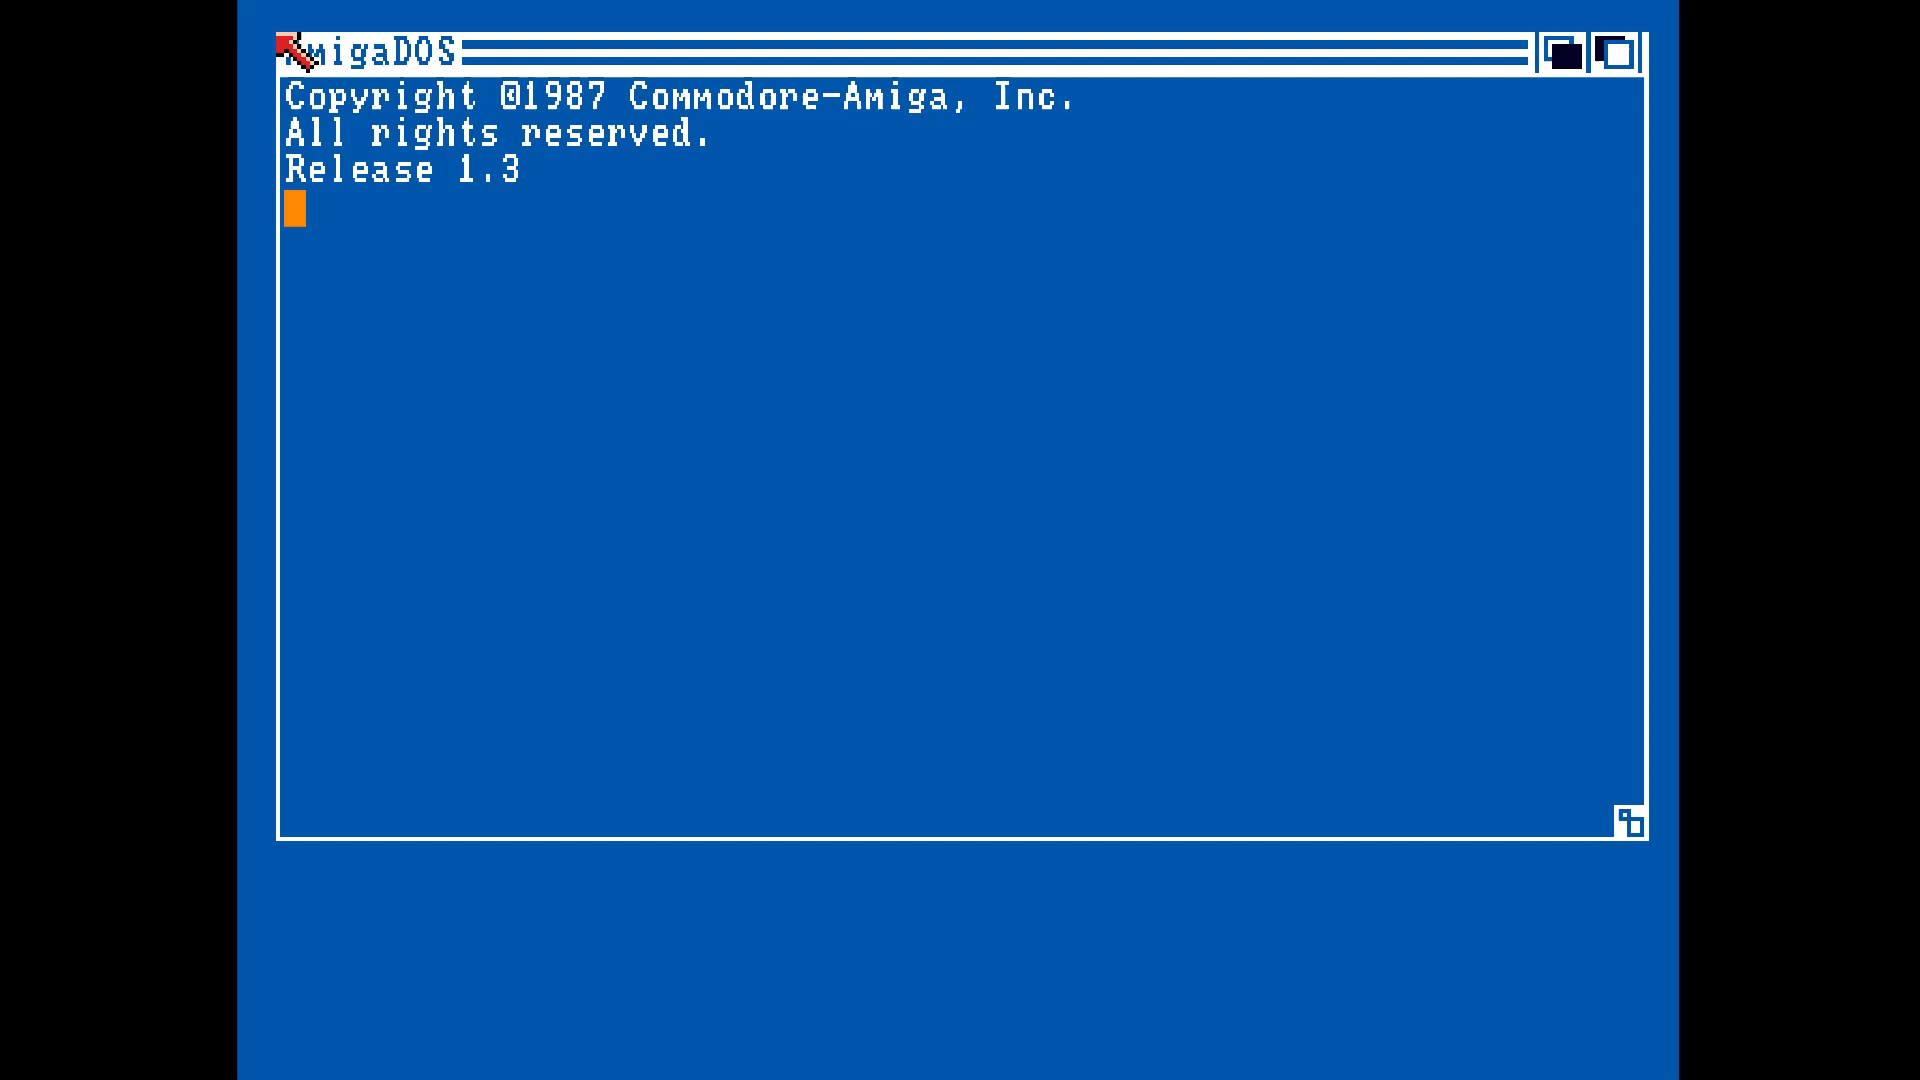 AmigaDOS
Copyright ©1987 Commodore-Amiga, Inc.
All rights reserved.
Release 1.3